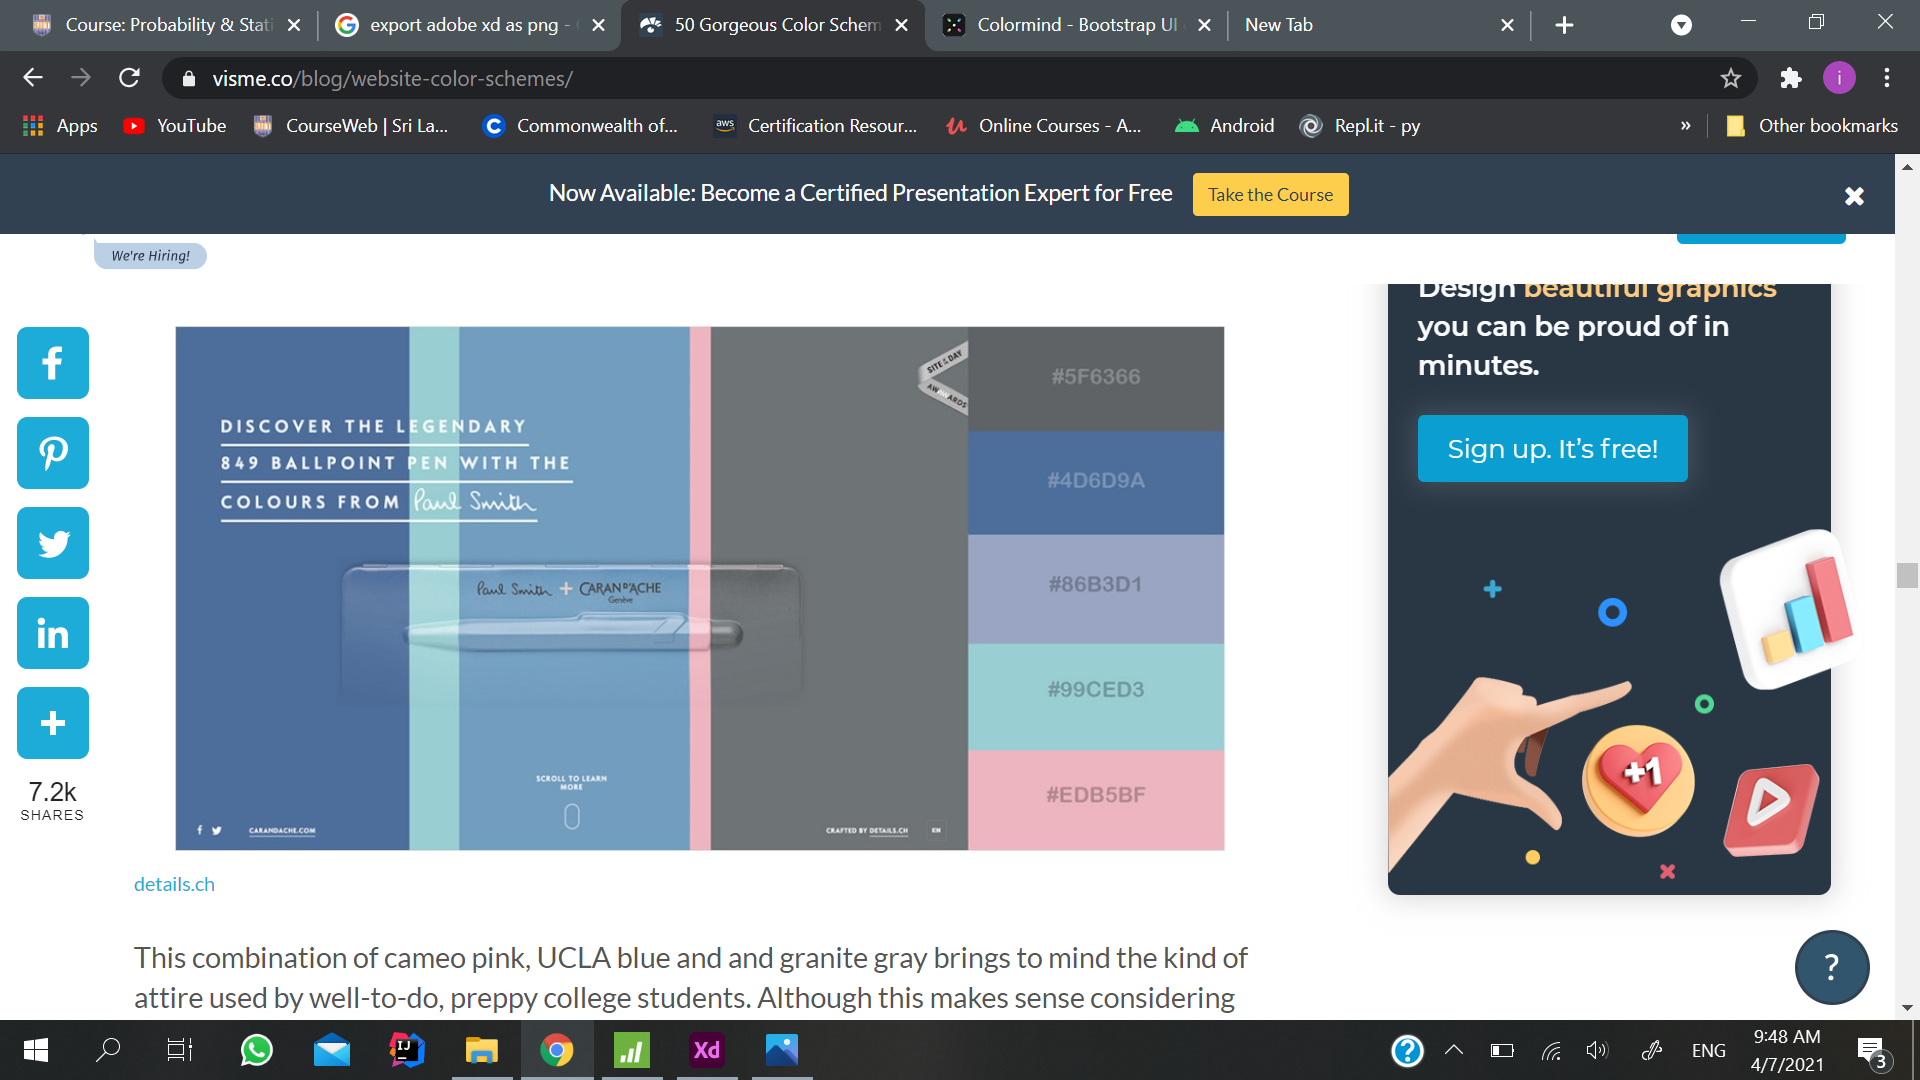 Course: Probability & Stati
export adobe xd as png -
50 Gorgeous Color Schem
Colormind - Bootstrap UI
New Tab
visme.co/blog/website-color-schemes/
i
Apps
YouTube
CourseWeb | Sri La...
Commonwealth of...
aws
Certification Resour...
Online Courses - A...
Android
Repl.it - py
»
Other bookmarks
Now Available: Become a Certified Presentation Expert for Free
Take the Course
We're Hiring!
Design beautiful graphics
you can be proud of in
minutes.
Sign up. It's free!
+1
7.2k
SHARES
DISCOVER THE LEGENDARY
849 BALLPOINT PEN WITH THE
COLOURS FROM Paul Smith
SITE OF THE DAY
AWWWARDS
Paul Smith + CARAN D'ACHE
Genève
SCROLL TO LEARN
MORE
CARANDACHE.COM
CRAFTED BY DETAILS.CH
EN
#5F6366
#4D6D9A
#86B3D1
#99CED3
#EDB5BF
details.ch
This combination of cameo pink, UCLA blue and and granite gray brings to mind the kind of
attire used by well-to-do, preppy college students. Although this makes sense considering
?
IJ
Xd
ENG
9:48 AM
4/7/2021
3